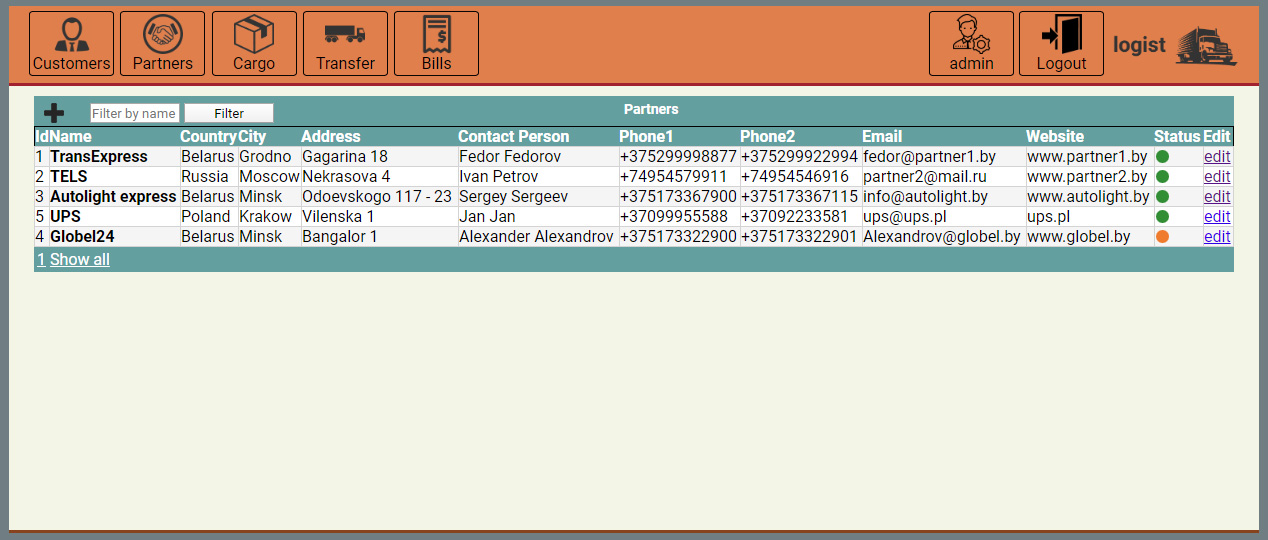 Customers Partners Cargo Transfer Bills admin Logout logist
Filter by name Filter Partners
Id Name Country City Address Contact Person Phone1 Phone2 Email Website Status Edit
1 TransExpress Belarus Grodno Gagarina 18 Fedor Fedorov +375299998877 +375299922994 fedor@partner1.by www.partner1.by edit
2 TELS Russia Moscow Nekrasova 4 Ivan Petrov +74954579911 +74954546916 partner2@mail.ru www.partner2.by edit
3 Autolight express Belarus Minsk Odoevskogo 117 - 23 Sergey Sergeev +375173367900 +375173367115 info@autolight.by www.autolight.by edit
5 UPS Poland Krakow Vilenska 1 Jan Jan +37099955588 +37092233581 ups@ups.pl ups.pl edit
4 Globel24 Belarus Minsk Bangalor 1 Alexander Alexandrov +375173322900 +375173322901 Alexandrov@globel.by www.globel.by edit
1 Show all